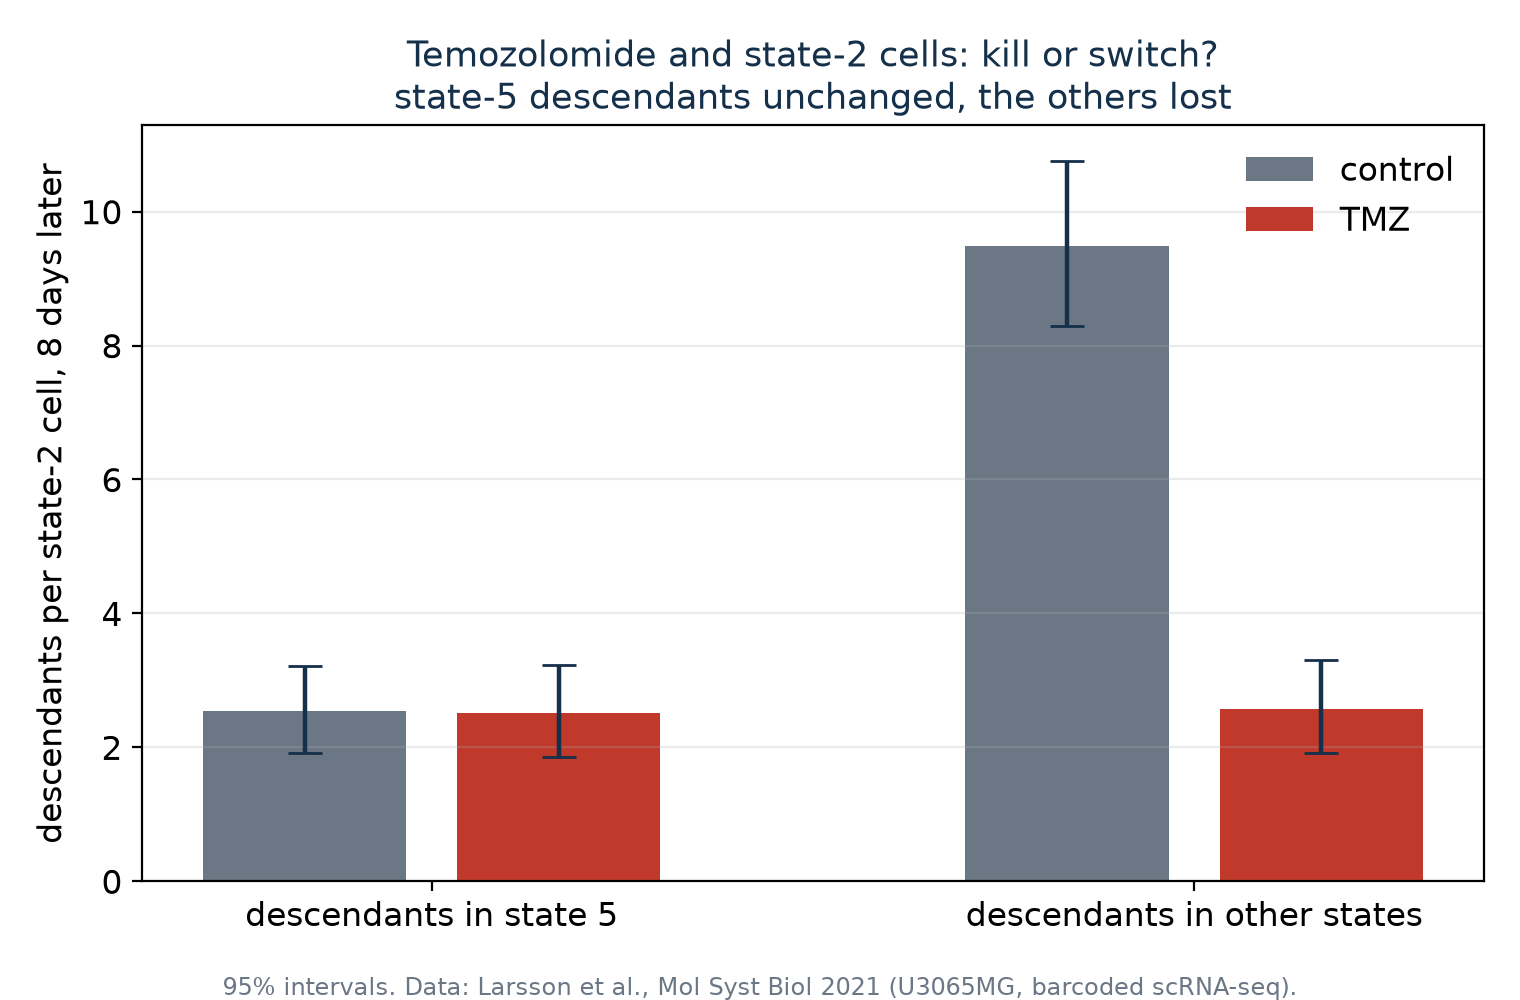 Temozolomide and state-2 cells: kill or switch?
state-5 descendants unchanged, the others lost
descendants per state-2 cell, 8 days later
10
8
6
4
2
0
control
TMZ
descendants in state 5
descendants in other states
95% intervals. Data: Larsson et al., Mol Syst Biol 2021 (U3065MG, barcoded scRNA-seq).